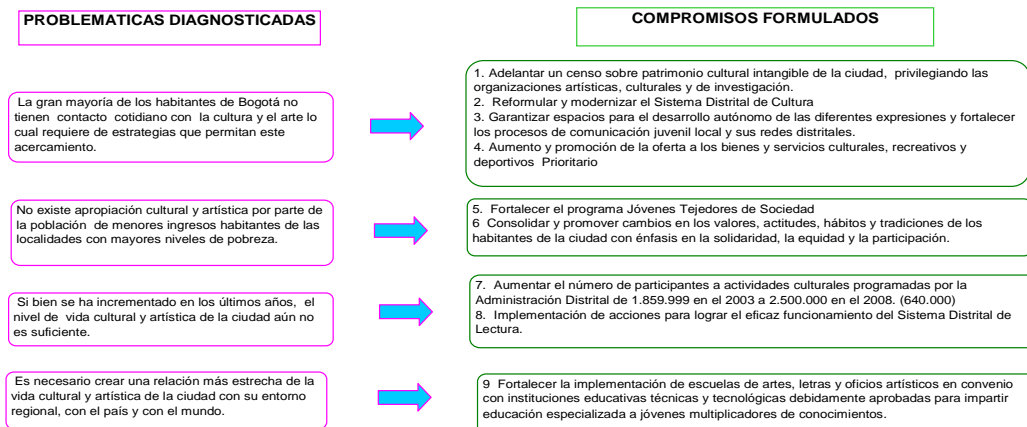 PROBLEMATICAS DIAGNOSTICADAS
COMPROMISOS FORMULADOS
La gran mayoría de los habitantes de Bogotá no
tienen contacto cotidiano con la cultura y el arte lo
cual requiere de estrategias que permitan este
acercamiento.
1. Adelantar un censo sobre patrimonio cultural intangible de la ciudad, privilegiando las
organizaciones artísticas, culturales y de investigación.
2. Reformular y modernizar el Sistema Distrital de Cultura
3. Garantizar espacios para el desarrollo autónomo de las diferentes expresiones y fortalecer
los procesos de comunicación juvenil local y sus redes distritales.
4. Aumento y promoción de la oferta a los bienes y servicios culturales, recreativos y
deportivos Prioritario
No existe apropiación cultural y artística por parte de
la población de menores ingresos habitantes de las
localidades con mayores niveles de pobreza.
5. Fortalecer el programa Jóvenes Tejedores de Sociedad
6 Consolidar y promover cambios en los valores, actitudes, hábitos y tradiciones de los
habitantes de la ciudad con énfasis en la solidaridad, la equidad y la participación.
Si bien se ha incrementado en los últimos años, el
nivel de vida cultural y artística de la ciudad aún no
es suficiente.
7. Aumentar el número de participantes a actividades culturales programadas por la
Administración Distrital de 1.859.999 en el 2003 a 2.500.000 en el 2008. (640.000)
8. Implementación de acciones para lograr el eficaz funcionamiento del Sistema Distrital de
Lectura.
Es necesario crear una relación más estrecha de la
vida cultural y artística de la ciudad con su entorno
regional, con el país y con el mundo.
9 Fortalecer la implementación de escuelas de artes, letras y oficios artísticos en convenio
con instituciones educativas técnicas y tecnológicas debidamente aprobadas para impartir
educación especializada a jóvenes multiplicadores de conocimientos.